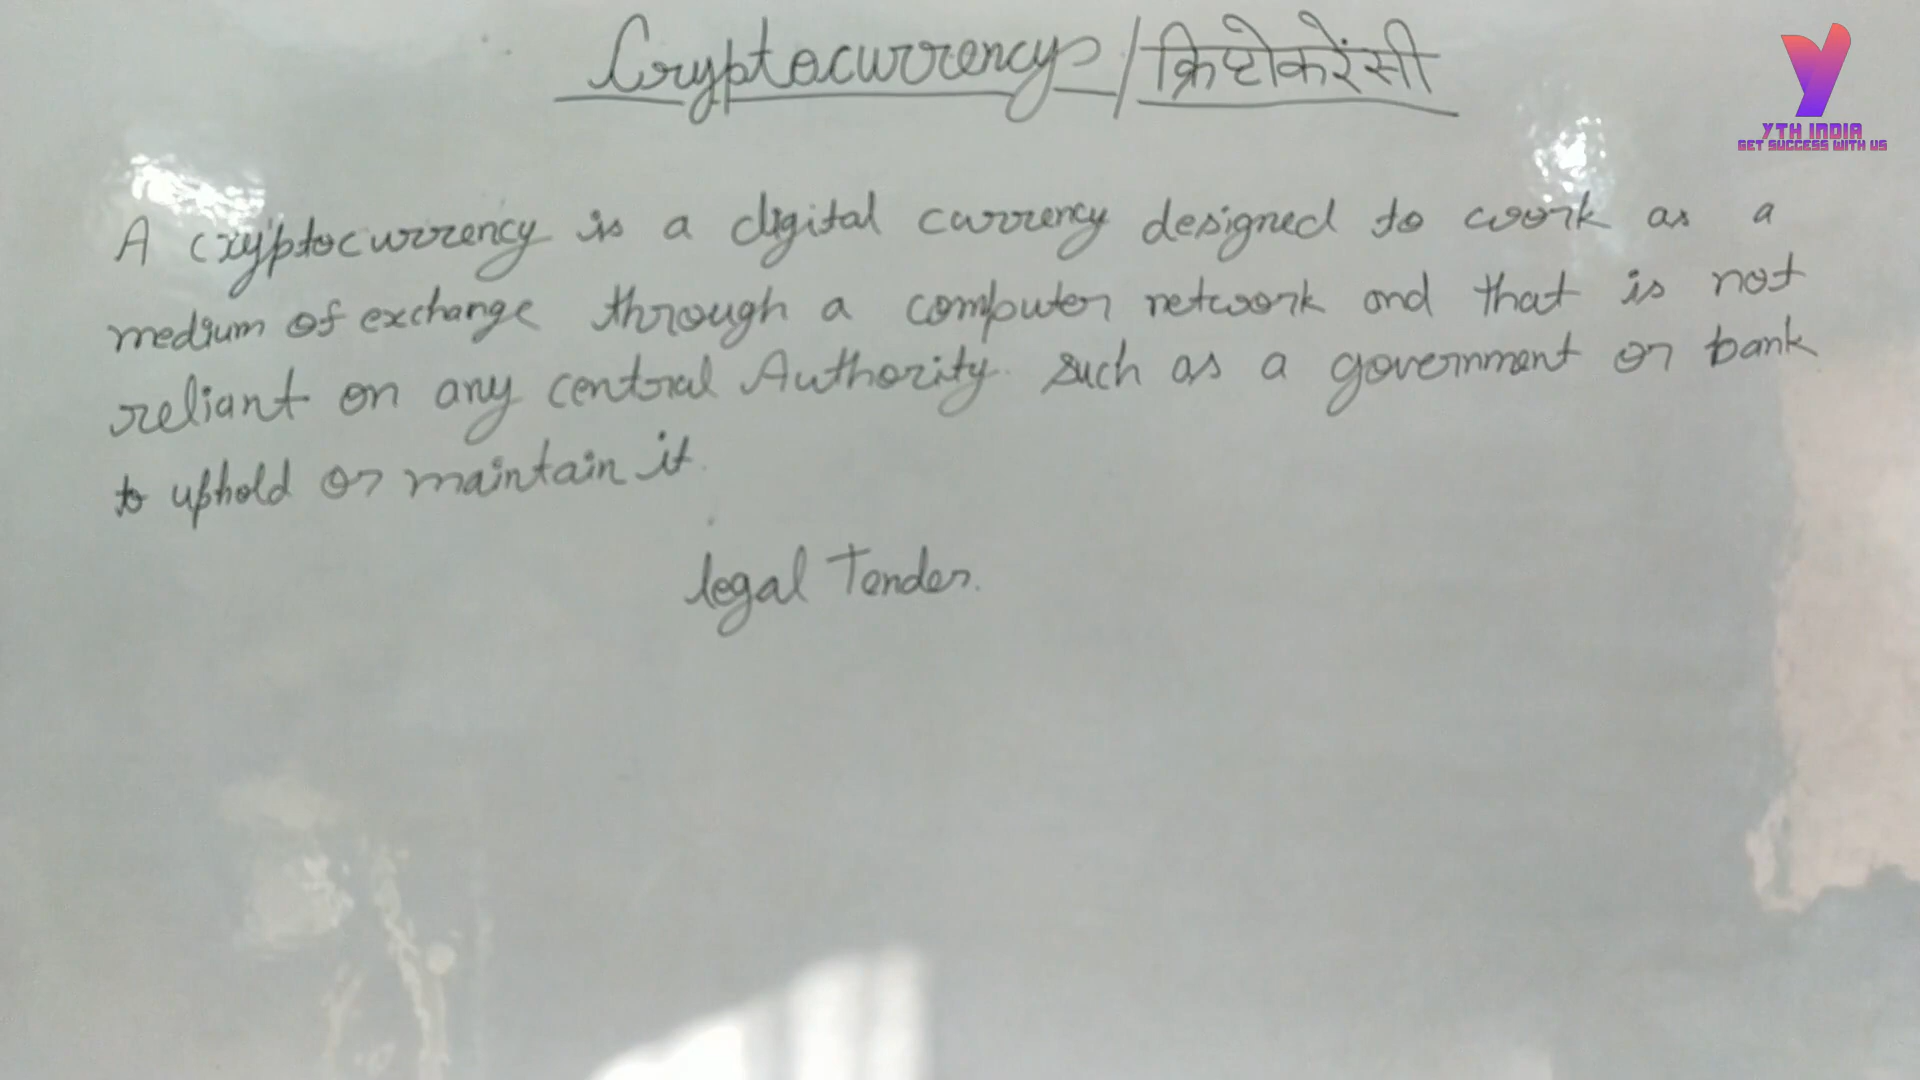 Cryptocurrency / क्रिप्टोकरेंसी
YTH INDIA
GET SUCCESS WITH US
A cryptocurrency is a digital currency designed to work as a
medium of exchange through a computer network and that is not
reliant on any central Authority such as a government or bank
to uphold or maintain it.
legal Tender.